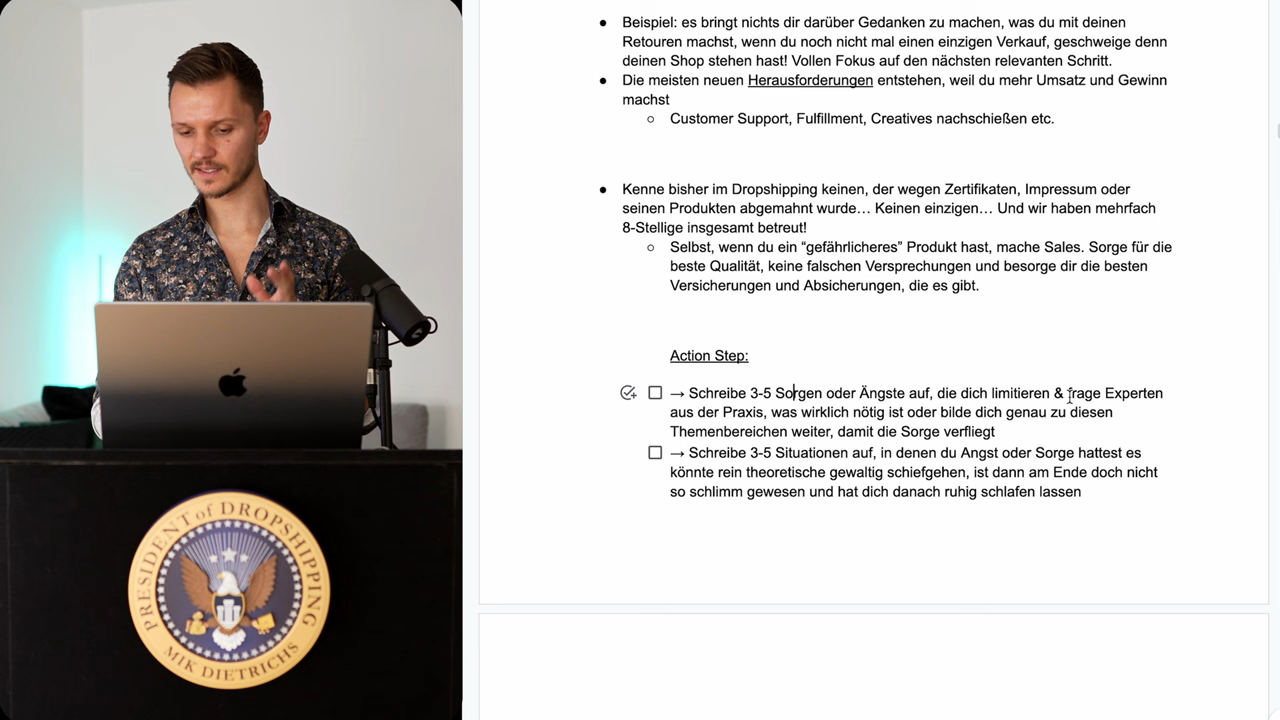 Beispiel: es bringt nichts dir darüber Gedanken zu machen, was du mit deinen
Retouren machst, wenn du noch nicht mal einen einzigen Verkauf, geschweige denn
deinen Shop stehen hast! Vollen Fokus auf den nächsten relevanten Schritt.
Die meisten neuen Herausforderungen entstehen, weil du mehr Umsatz und Gewinn
machst
Customer Support, Fulfillment, Creatives nachschießen etc.
Kenne bisher im Dropshipping keinen, der wegen Zertifikaten, Impressum oder
seinen Produkten abgemahnt wurde… Keinen einzigen… Und wir haben mehrfach
8-Stellige insgesamt betreut!
Selbst, wenn du ein “gefährlicheres” Produkt hast, mache Sales. Sorge für die
beste Qualität, keine falschen Versprechungen und besorge dir die besten
Versicherungen und Absicherungen, die es gibt.
Action Step:
→ Schreibe 3-5 Sorgen oder Ängste auf, die dich limitieren & frage Experten
aus der Praxis, was wirklich nötig ist oder bilde dich genau zu diesen
Themenbereichen weiter, damit die Sorge verfliegt
→ Schreibe 3-5 Situationen auf, in denen du Angst oder Sorge hattest es
könnte rein theoretische gewaltig schiefgehen, ist dann am Ende doch nicht
so schlimm gewesen und hat dich danach ruhig schlafen lassen
PRESIDENT of DROPSHIPPING
MIK DIETRICHS